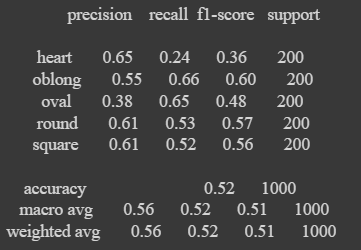 precision recall f1-score support
heart 0.65 0.24 0.36 200
oblong 0.55 0.66 0.60 200
oval 0.38 0.65 0.48 200
round 0.61 0.53 0.57 200
square 0.61 0.52 0.56 200
accuracy 0.52 1000
macro avg 0.56 0.52 0.51 1000
weighted avg 0.56 0.52 0.51 1000